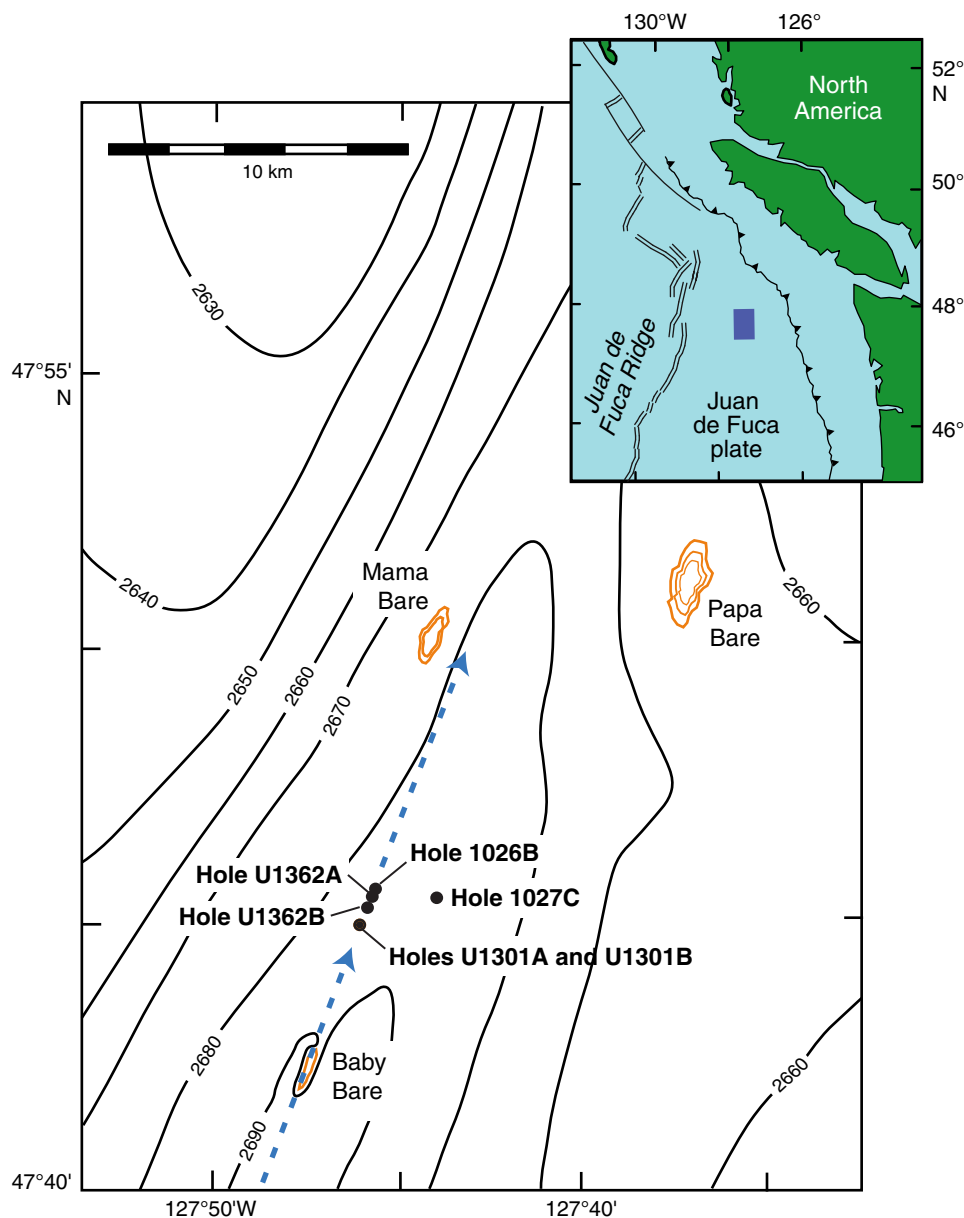 130°W
126°
52°
N
North
America
50°
48°
46°
Juan de
Fuca Ridge
Juan
de Fuca
plate
10 km
2630
47°55'
N
2640
Mama
Bare
Papa
Bare
2660
2650
2660
2670
Hole 1026B
Hole U1362A
Hole 1027C
Hole U1362B
Holes U1301A and U1301B
2680
Baby
Bare
2660
2690
47°40'
127°50'W
127°40'